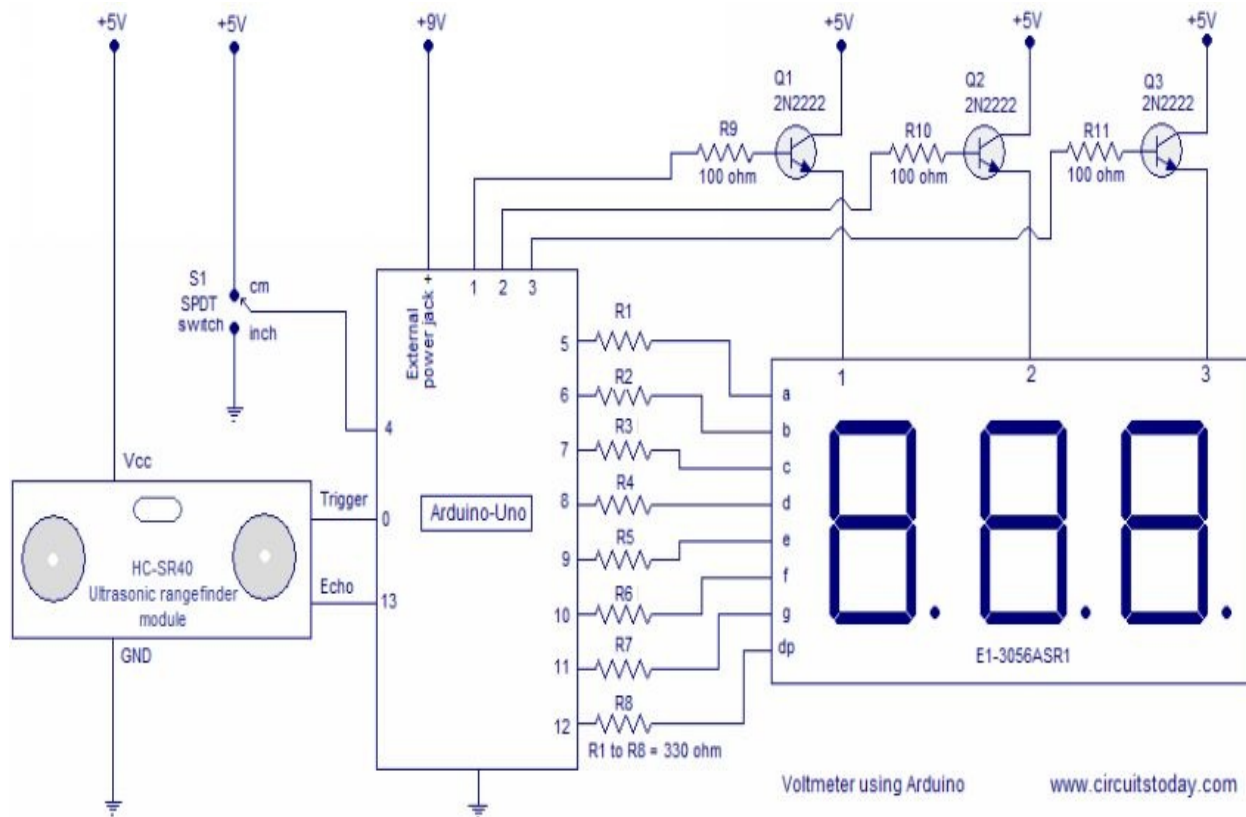 +5V
+5V
+9V
+5V
+5V
+5V
Q1
2N2222
Q2
2N2222
Q3
2N2222
R9
100 ohm
R10
100 ohm
R11
100 ohm
S1
SPDT
switch
cm
inch
External
power jack +
1
2
3
4
0
13
Arduino-Uno
5
6
7
8
9
10
11
12
R1
R2
R3
R4
R5
R6
R7
R8
R1 to R8 = 330 ohm
Vcc
Trigger
Echo
GND
HC-SR40
Ultrasonic rangefinder
module
1
2
3
a
b
c
d
e
f
g
dp
8.8.8.
E1-3056ASR1
Voltmeter using Arduino
www.circuitstoday.com